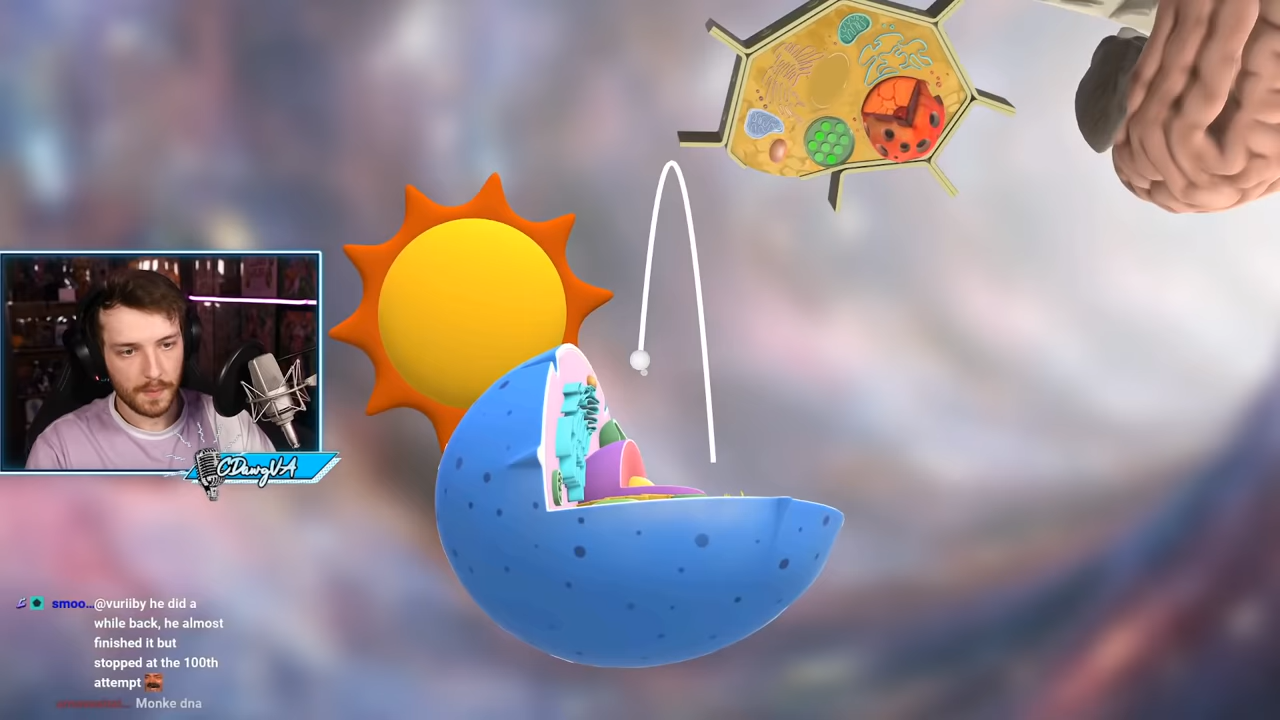 CDawgVA
smoo... @vuriiby he did a
while back, he almost
finished it but
stopped at the 100th
attempt
Monke dna